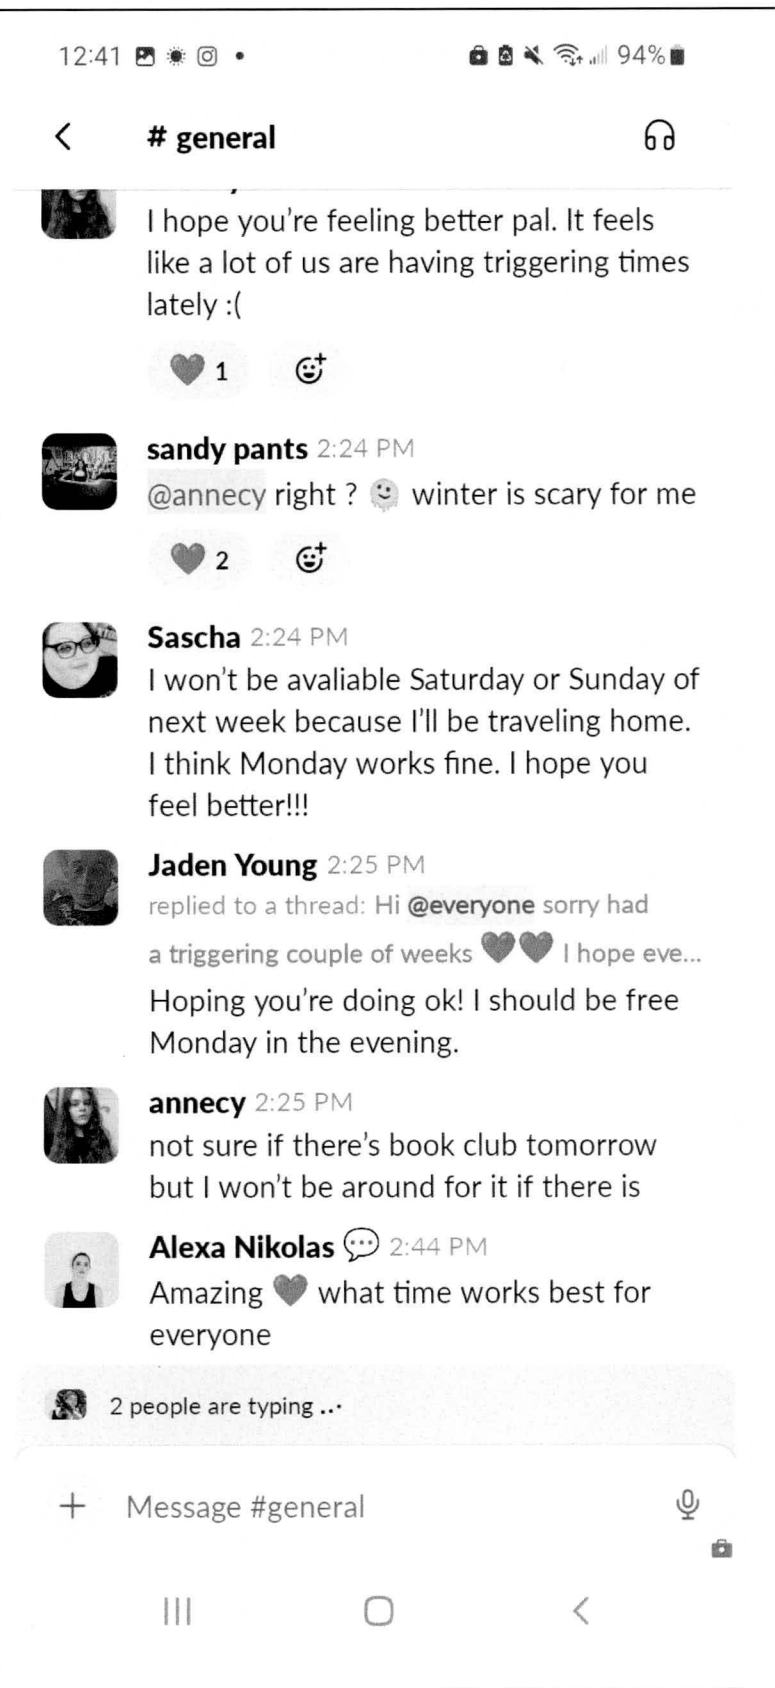 12:41 94%
# general
I hope you're feeling better pal. It feels
like a lot of us are having triggering times
lately :(
1
sandy pants 2:24 PM
@annecy right ? winter is scary for me
2
Sascha 2:24 PM
I won't be avaliable Saturday or Sunday of
next week because I'll be traveling home.
I think Monday works fine. I hope you
feel better!!!
Jaden Young 2:25 PM
replied to a thread: Hi @everyone sorry had
a triggering couple of weeks 🖤🖤 I hope eve...
Hoping you're doing ok! I should be free
Monday in the evening.
annecy 2:25 PM
not sure if there's book club tomorrow
but I won't be around for it if there is
Alexa Nikolas 💬 2:44 PM
Amazing 🖤 what time works best for
everyone
2 people are typing ...
Message #general